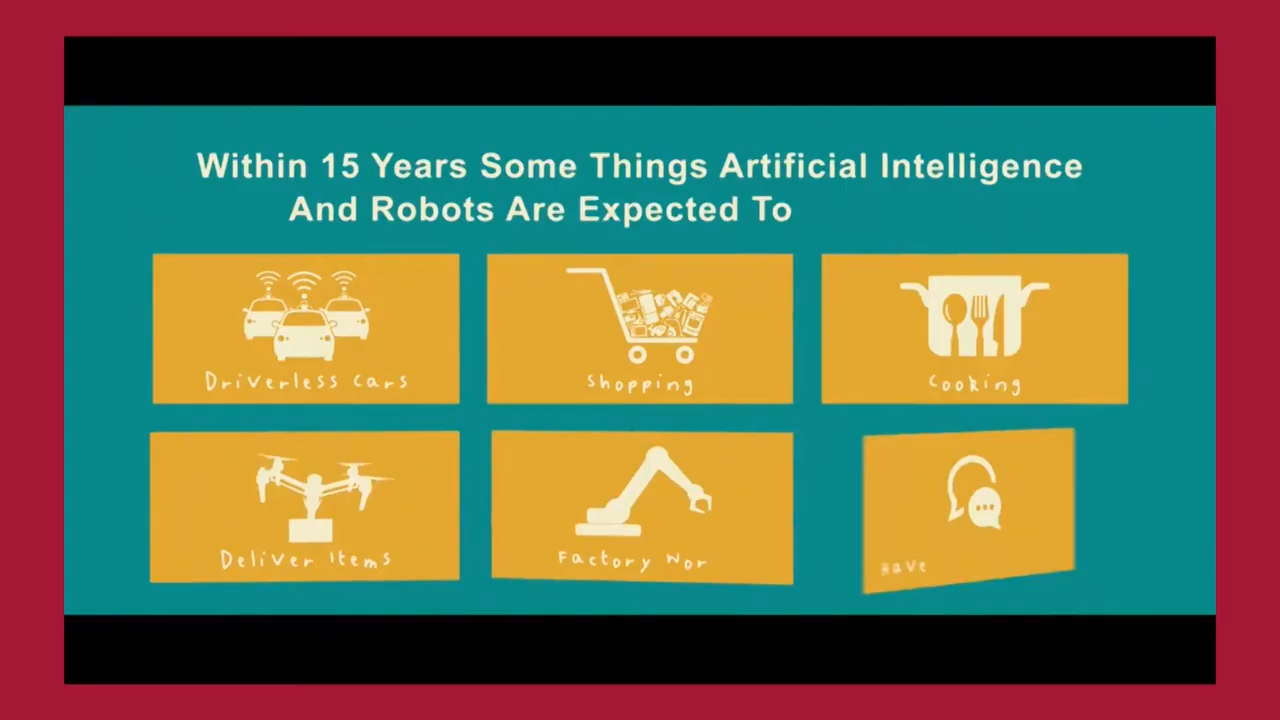 Within 15 Years Some Things Artificial Intelligence
And Robots Are Expected To
Driverless cars
Shopping
Cooking
Deliver Items
Factory Wor
Have